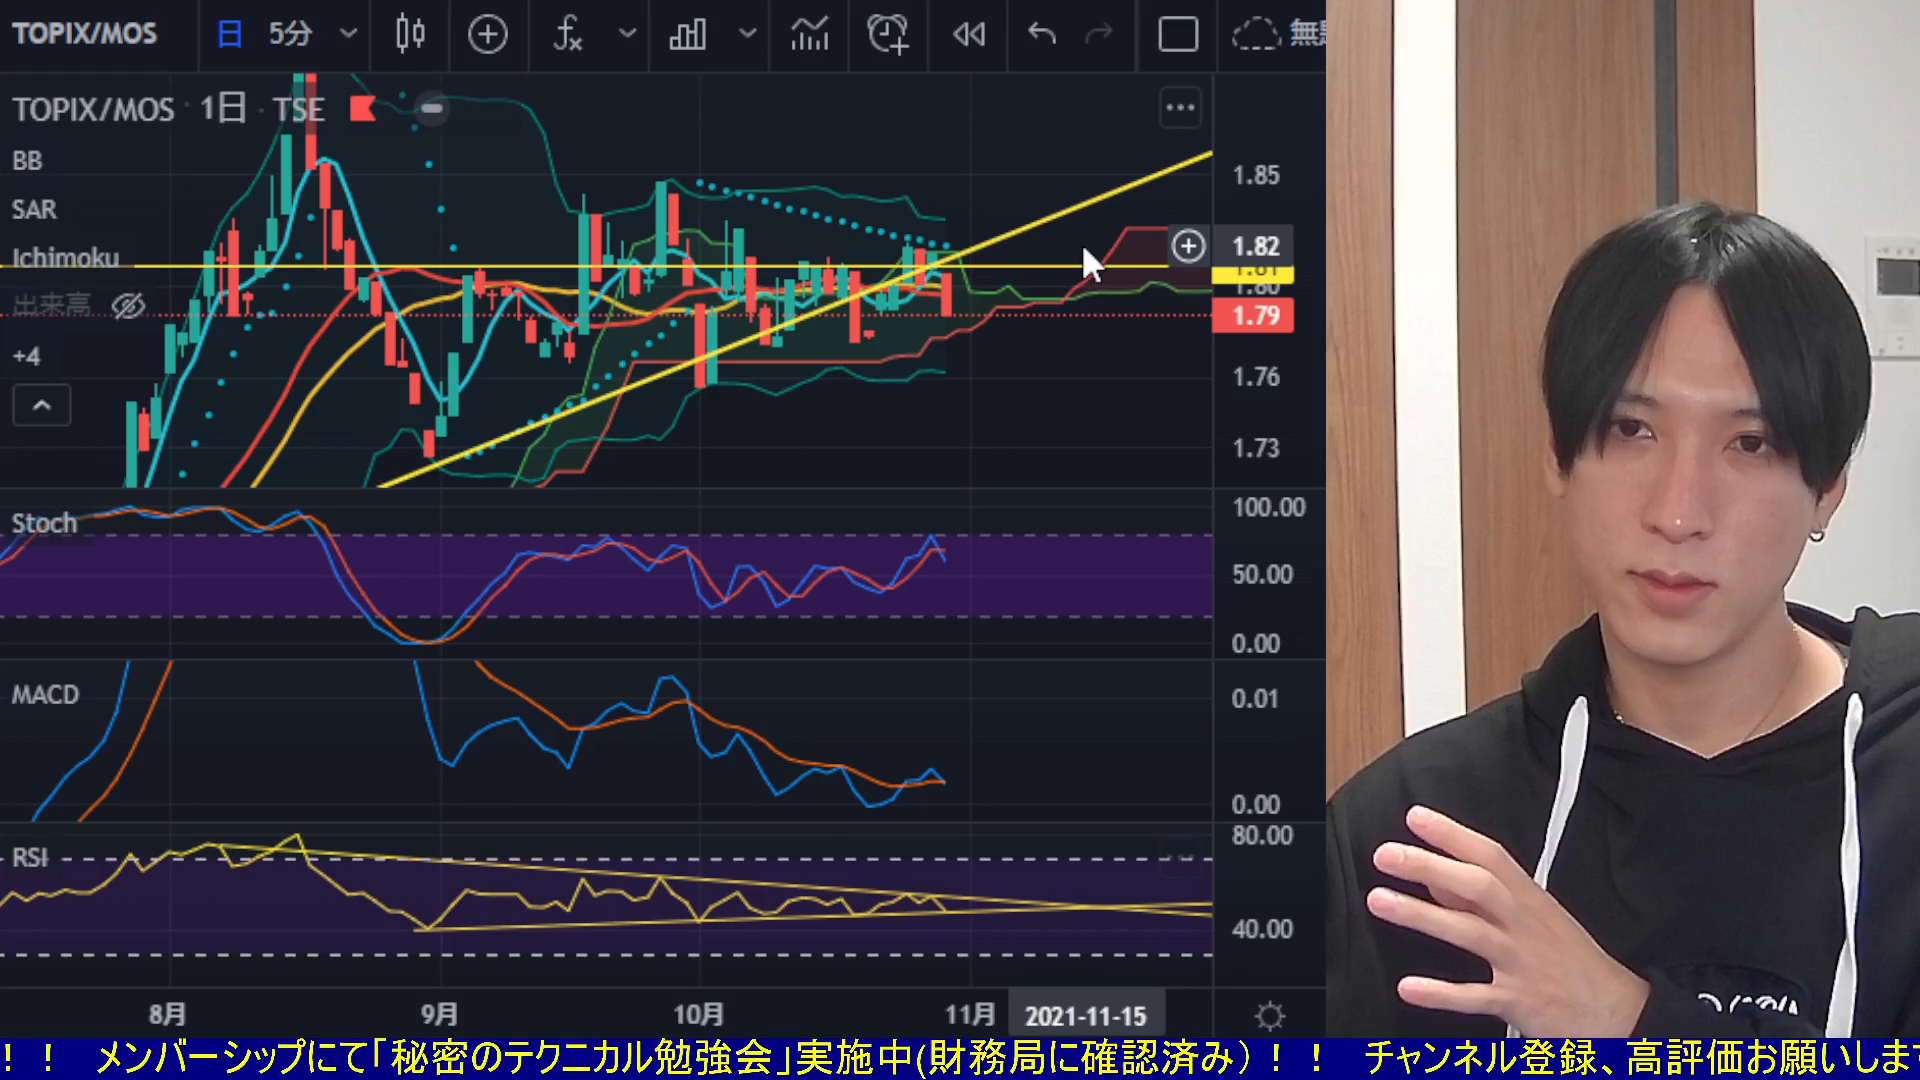 TOPIX/MOS 日 5分 無
TOPIX/MOS · 1日 · TSE
BB
SAR
Ichimoku
出来高
+4
1.85
1.82
1.81
1.80
1.79
1.76
1.73
Stoch
100.00
50.00
0.00
MACD
0.01
0.00
RSI
80.00
40.00
8月 9月 10月 11月 2021-11-15
！！ メンバーシップにて「秘密のテクニカル勉強会」実施中(財務局に確認済み)！！ チャンネル登録、高評価お願いしま